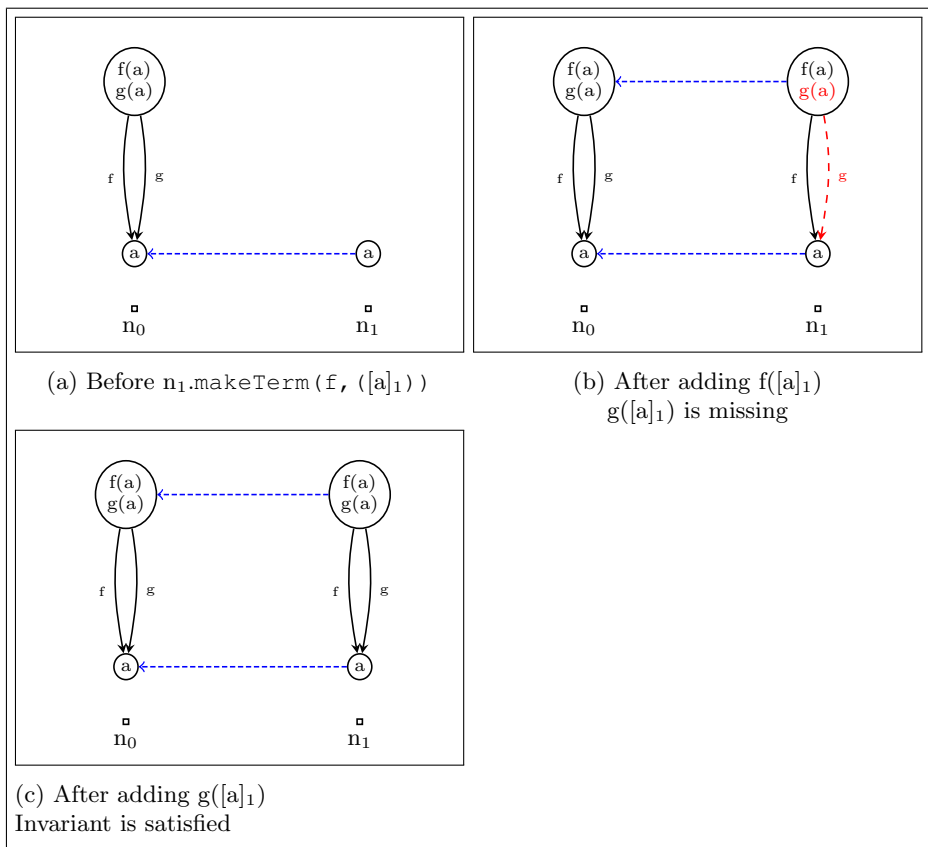 f(a)
g(a)
f
g
a
a
n₀
n₁
(a) Before n₁.makeTerm(f,([a]₁))
f(a)
g(a)
f(a)
g(a)
f
g
f
g
a
a
n₀
n₁
(b) After adding f([a]₁)
g([a]₁) is missing
f(a)
g(a)
f(a)
g(a)
f
g
f
g
a
a
n₀
n₁
(c) After adding g([a]₁)
Invariant is satisfied